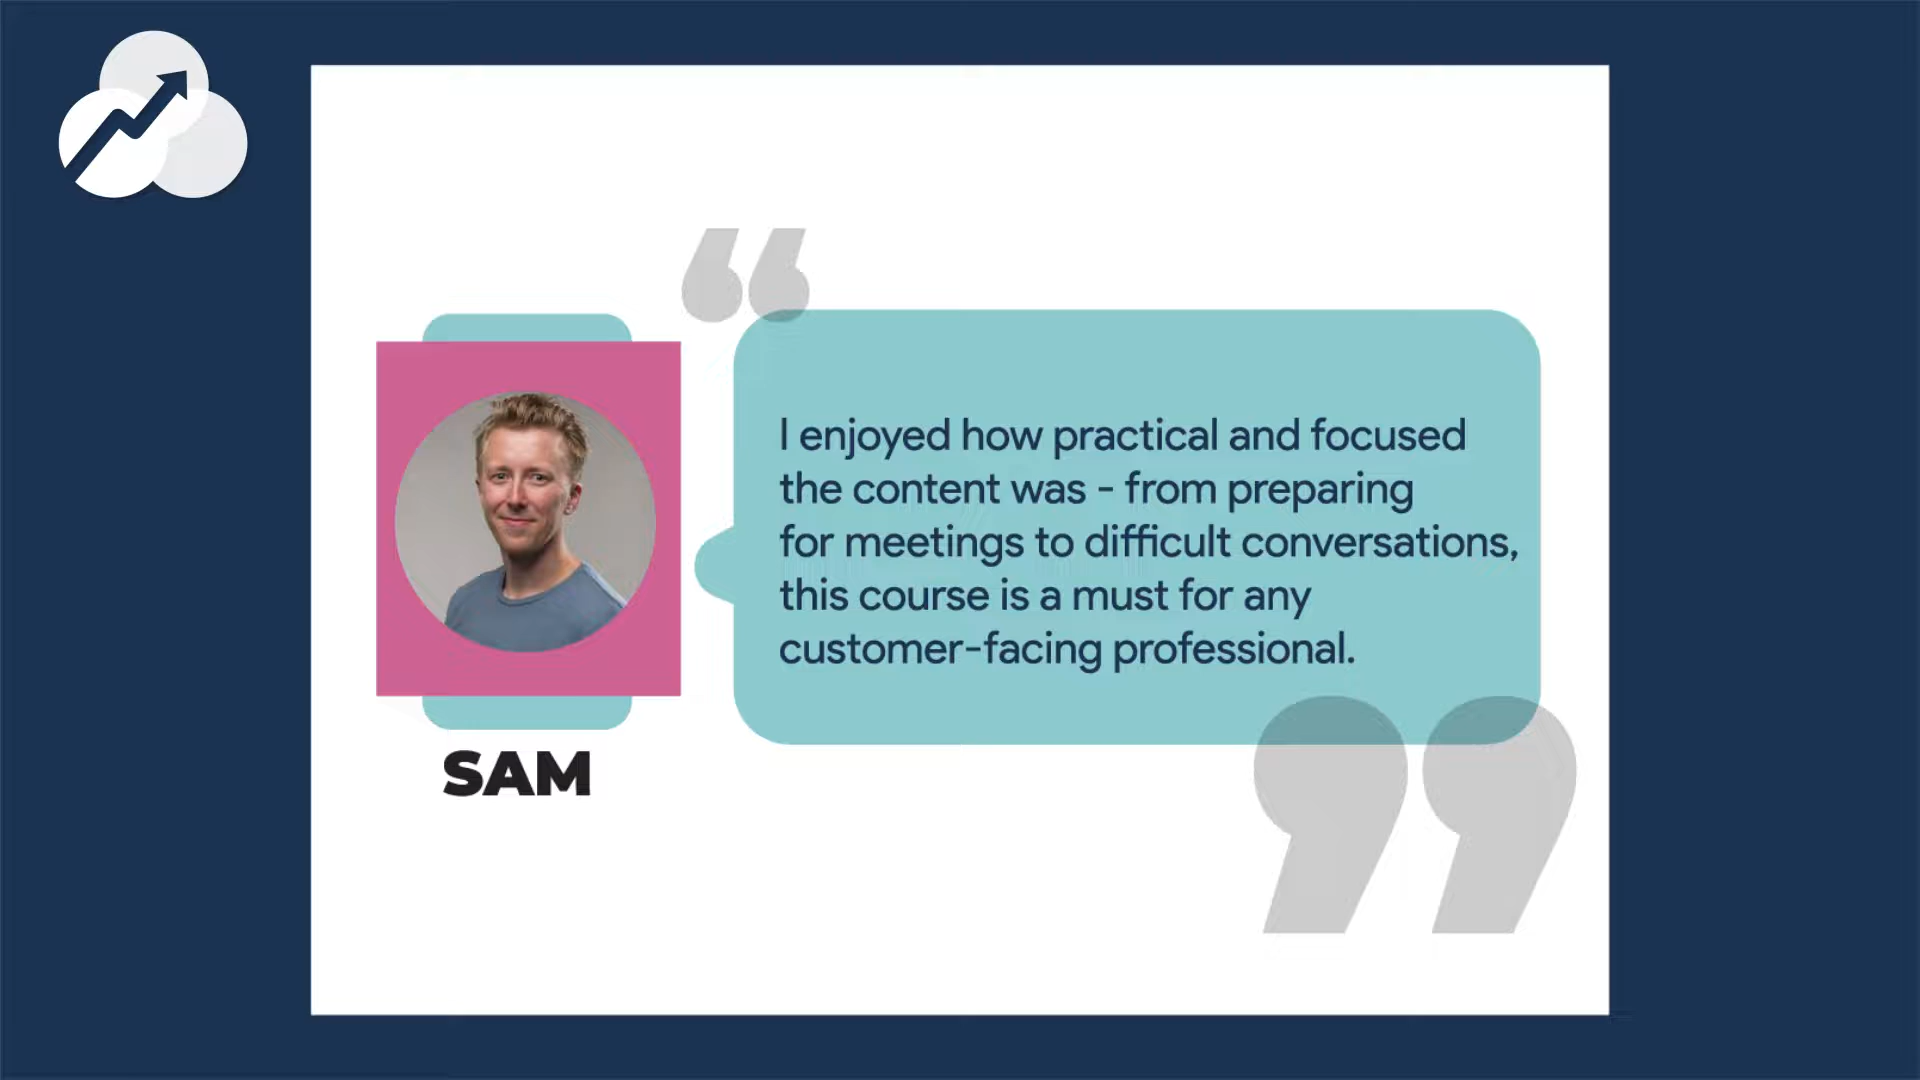 I enjoyed how practical and focused
the content was - from preparing
for meetings to difficult conversations,
this course is a must for any
customer-facing professional.
SAM